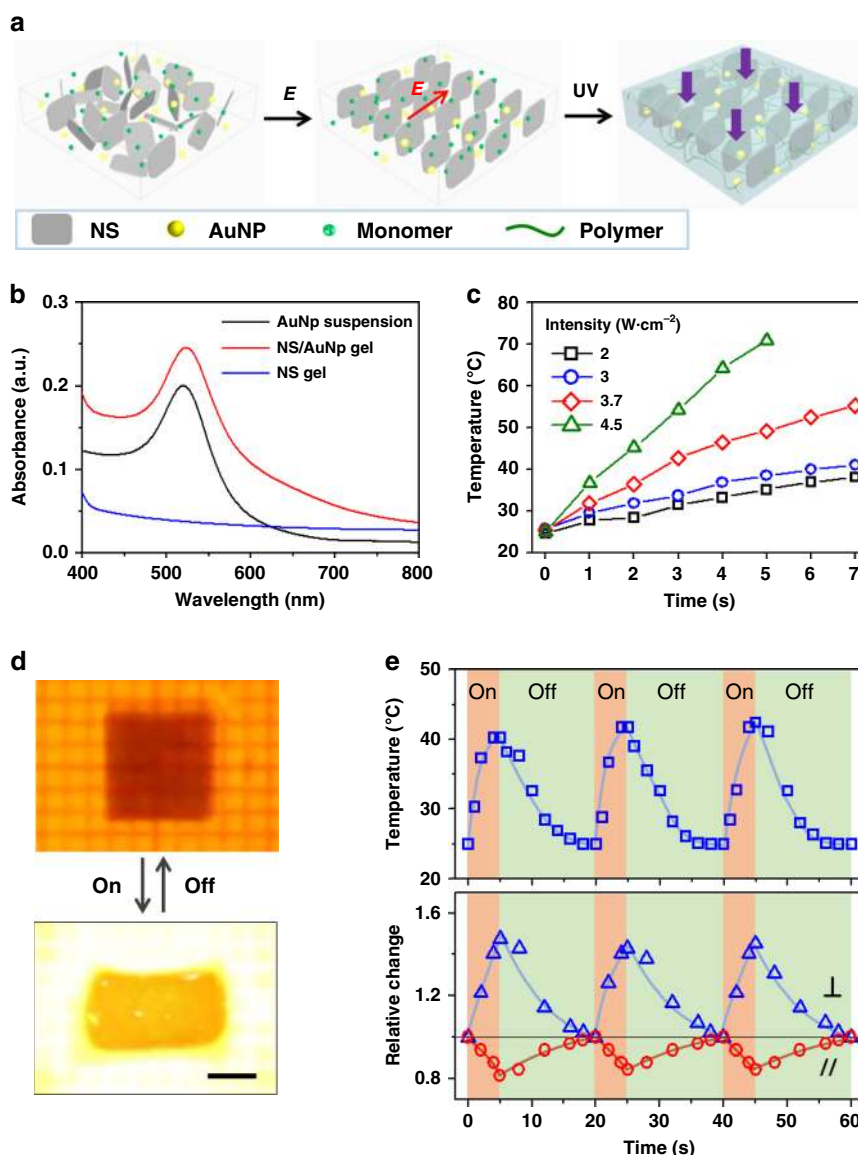 a
E
E
UV
NS
AuNP
Monomer
Polymer
b
0.3
0.2
0.1
0.0
Absorbance (a.u.)
AuNp suspension
NS/AuNp gel
NS gel
400
500
600
700
800
Wavelength (nm)
c
80
70
60
50
40
30
20
Temperature (°C)
Intensity (W·cm−2)
2
3
3.7
4.5
0
1
2
3
4
5
6
7
Time (s)
d
On
Off
e
50
40
30
20
Temperature (°C)
On
Off
On
Off
On
Off
1.6
1.2
0.8
Relative change
⊥
//
0
10
20
30
40
50
60
Time (s)